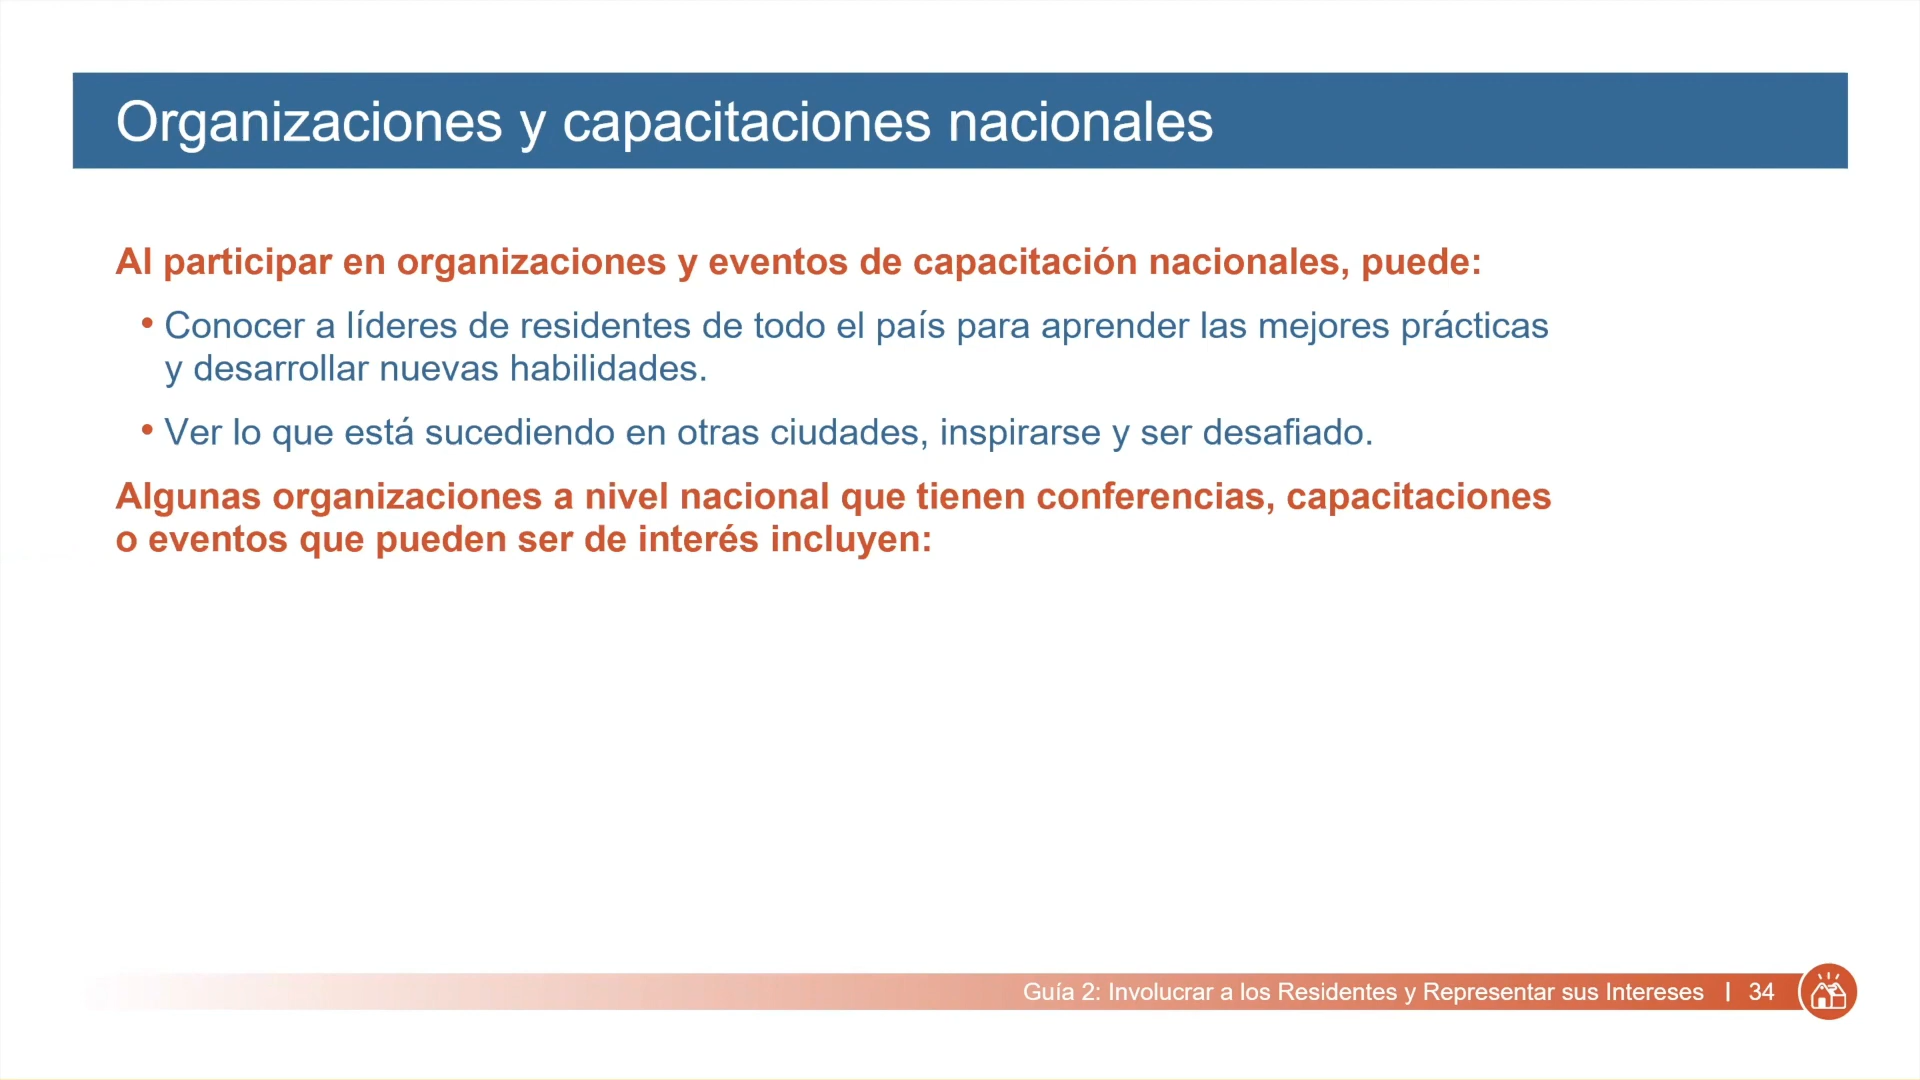 Organizaciones y capacitaciones nacionales
Al participar en organizaciones y eventos de capacitación nacionales, puede:
• Conocer a líderes de residentes de todo el país para aprender las mejores prácticas
y desarrollar nuevas habilidades.
• Ver lo que está sucediendo en otras ciudades, inspirarse y ser desafiado.
Algunas organizaciones a nivel nacional que tienen conferencias, capacitaciones
o eventos que pueden ser de interés incluyen:
Guía 2: Involucrar a los Residentes y Representar sus Intereses | 34